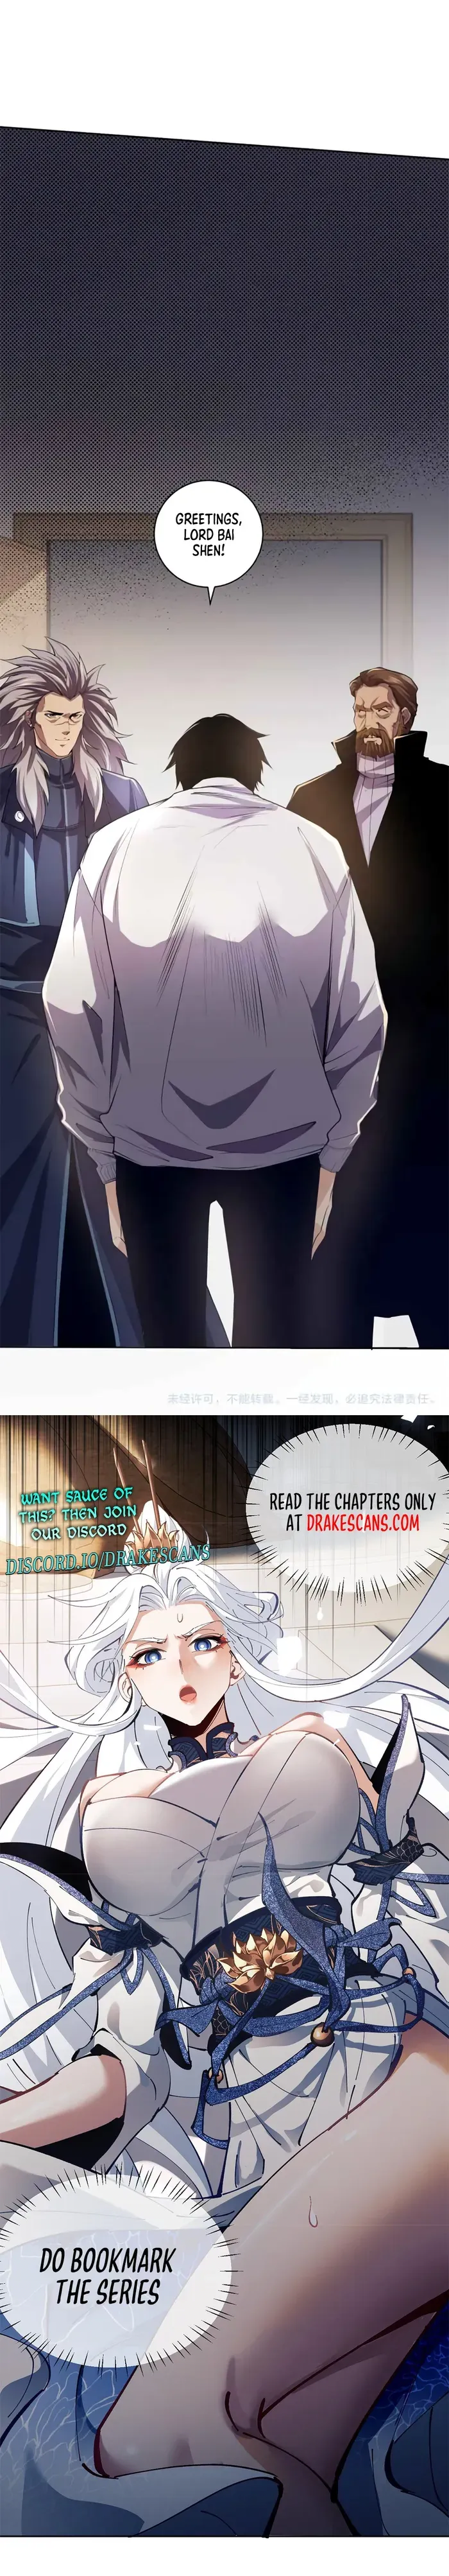 GREETINGS,
LORD BAI
SHEN!
未经许可，不能转载。一经发现，必追究法律责任。
WANT SAUCE OF
THIS? THEN JOIN
OUR DISCORD
DISCORD.IO/DRAKESCANS
READ THE CHAPTERS ONLY
AT DRAKESCANS.COM
DO BOOKMARK
THE SERIES